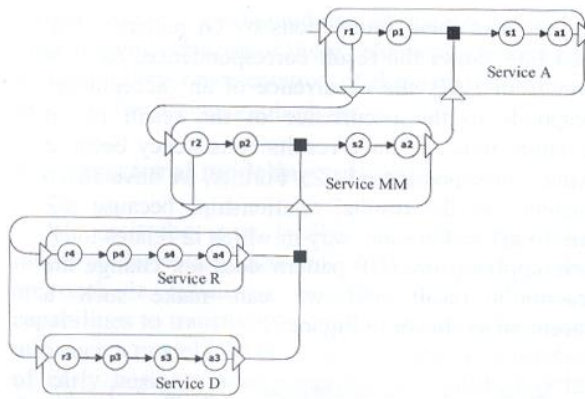 r1 p1 s1 a1
Service A
r2 p2 s2 a2
Service MM
r4 p4 s4 a4
Service R
r3 p3 s3 a3
Service D